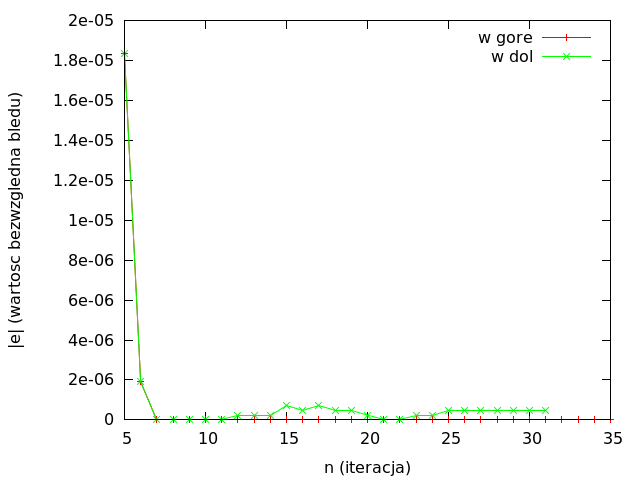 2e-05
1.8e-05
1.6e-05
1.4e-05
1.2e-05
1e-05
8e-06
6e-06
4e-06
2e-06
0
|e| (wartosc bezwzgledna bledu)
w gore
w dol
5 10 15 20 25 30 35
n (iteracja)